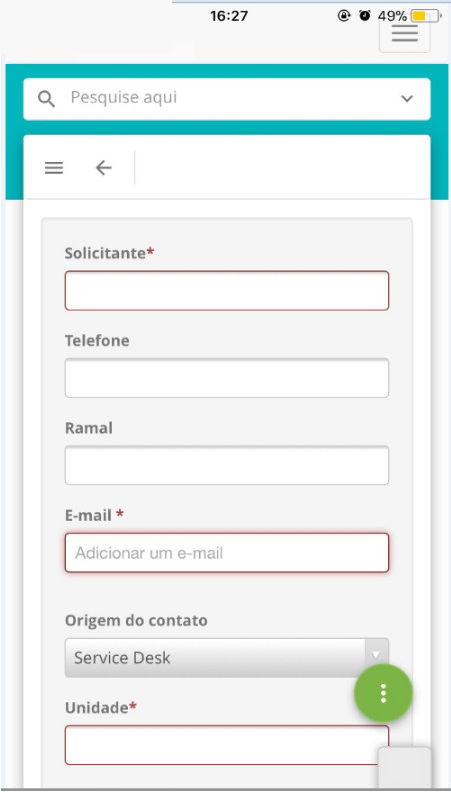 16:27
49%
Pesquise aqui
Solicitante*
Telefone
Ramal
E-mail *
Adicionar um e-mail
Origem do contato
Service Desk
Unidade*